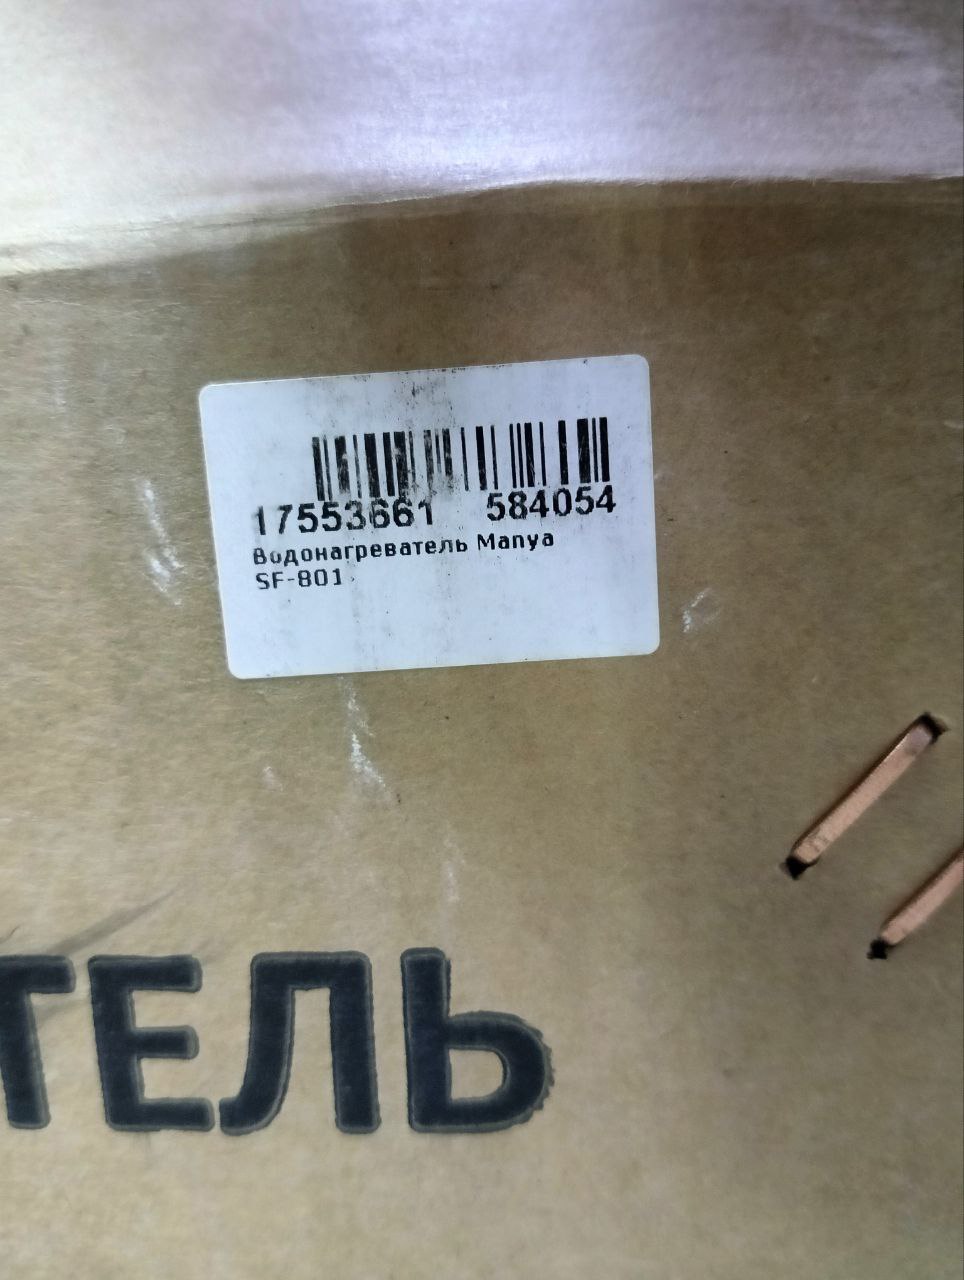 17553661 584054
Водонагреватель Manya
SF-801
ТЕЛЬ